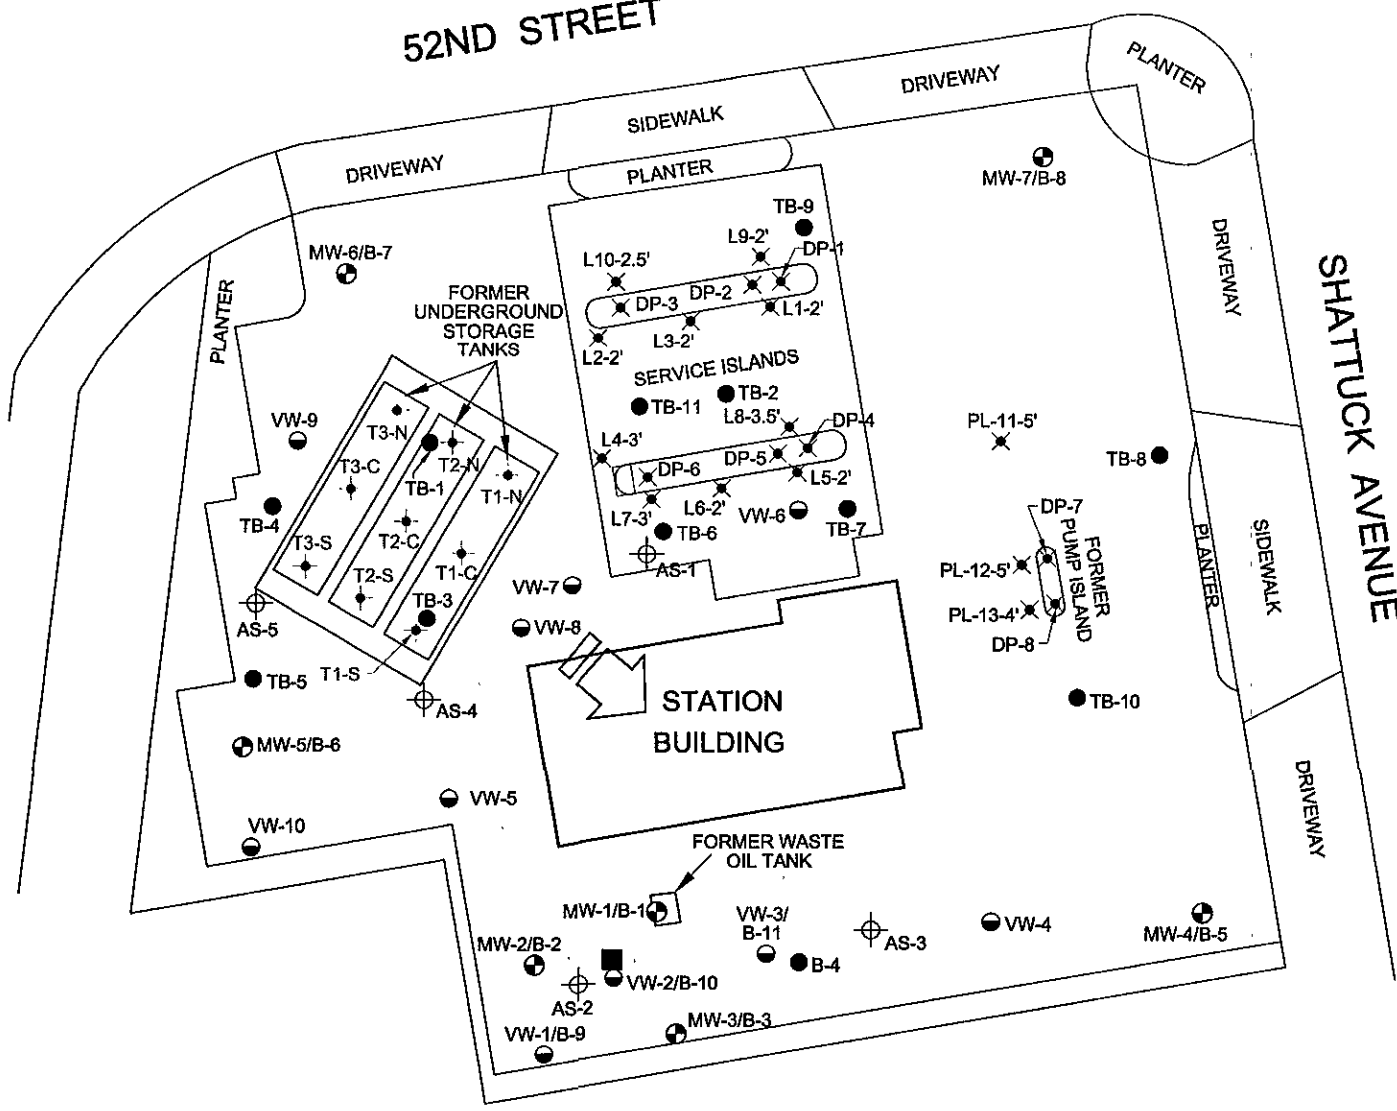 52ND STREET
DRIVEWAY
SIDEWALK
DRIVEWAY
PLANTER
PLANTER
MW-7/B-8
TB-9
L9-2'
DP-1
MW-6/B-7
L10-2.5'
DP-2
DP-3
L1-2'
L3-2'
L2-2'
FORMER
UNDERGROUND
STORAGE
TANKS
PLANTER
DRIVEWAY
SHATTUCK AVENUE
SERVICE ISLANDS
TB-2
TB-11
L8-3.5'
DP-4
PL-11-5'
VW-9
T3-N
T2-N
L4-3'
DP-5
TB-8
T3-C
TB-1
T1-N
DP-6
L5-2'
L6-2'
L7-3'
VW-6
TB-7
TB-4
TB-6
DP-7
T2-C
T3-S
AS-1
T1-C
T2-S
FORMER
PUMP ISLAND
PLANTER
SIDEWALK
PL-12-5'
VW-7
TB-3
AS-5
VW-8
PL-13-4'
DP-8
TB-5
T1-S
AS-4
STATION
BUILDING
TB-10
MW-5/B-6
VW-5
DRIVEWAY
VW-10
FORMER WASTE
OIL TANK
MW-1/B-1
VW-3/
B-11
AS-3
VW-4
MW-4/B-5
MW-2/B-2
B-4
VW-2/B-10
AS-2
MW-3/B-3
VW-1/B-9